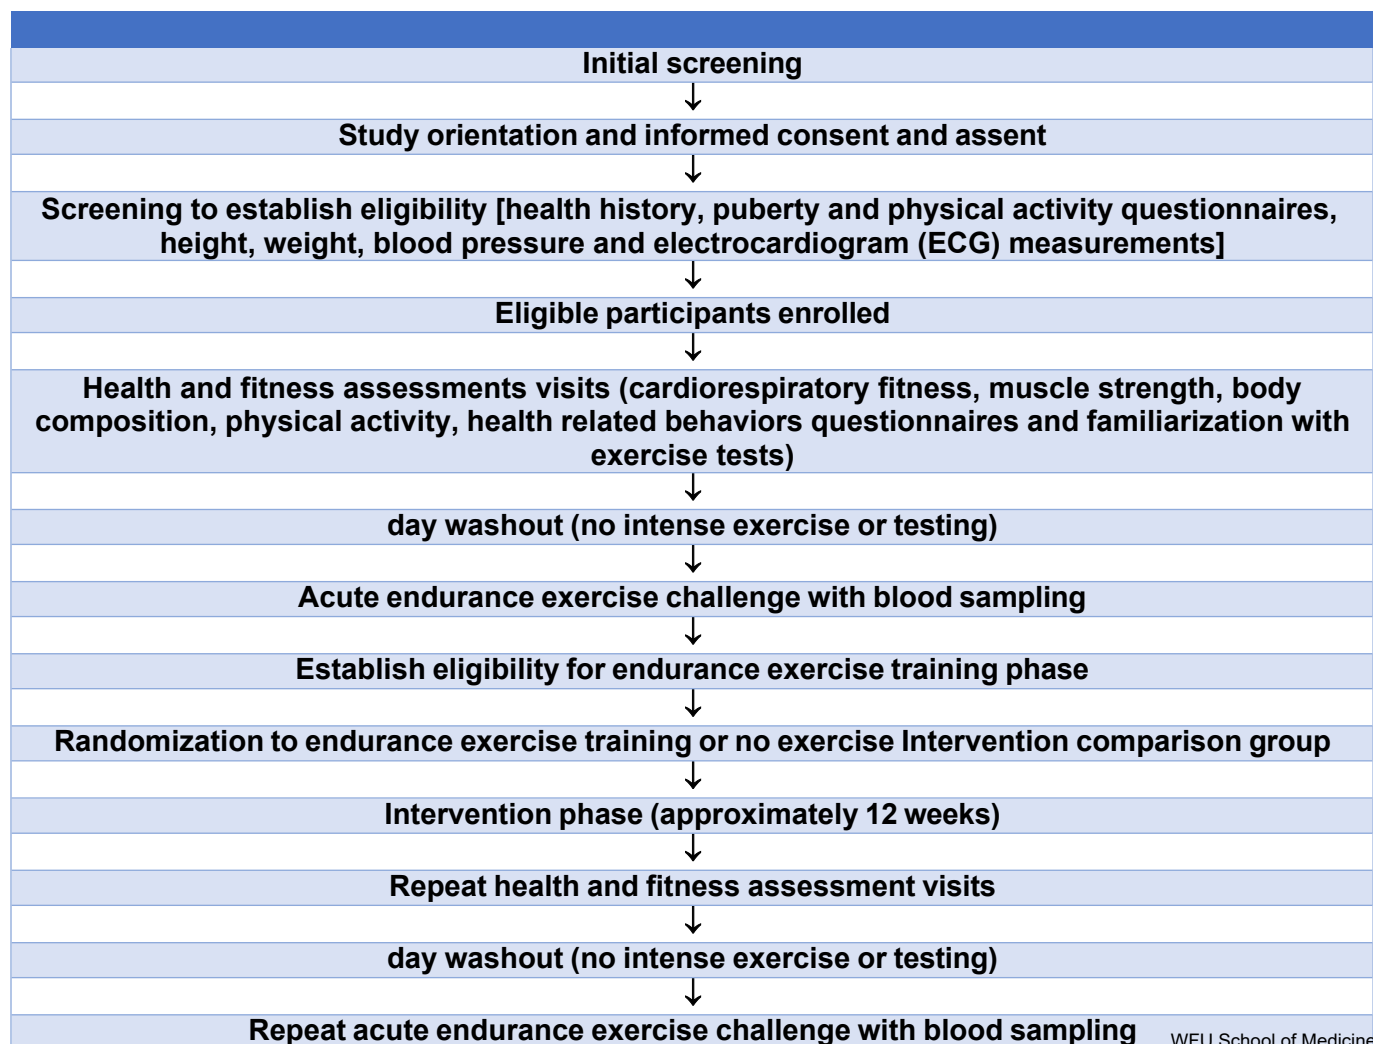 Initial screening
↓
Study orientation and informed consent and assent
↓
Screening to establish eligibility [health history, puberty and physical activity questionnaires,
height, weight, blood pressure and electrocardiogram (ECG) measurements]
↓
Eligible participants enrolled
↓
Health and fitness assessments visits (cardiorespiratory fitness, muscle strength, body
composition, physical activity, health related behaviors questionnaires and familiarization with
exercise tests)
↓
day washout (no intense exercise or testing)
↓
Acute endurance exercise challenge with blood sampling
↓
Establish eligibility for endurance exercise training phase
↓
Randomization to endurance exercise training or no exercise Intervention comparison group
↓
Intervention phase (approximately 12 weeks)
↓
Repeat health and fitness assessment visits
↓
day washout (no intense exercise or testing)
↓
Repeat acute endurance exercise challenge with blood sampling
WFU School of Medicine